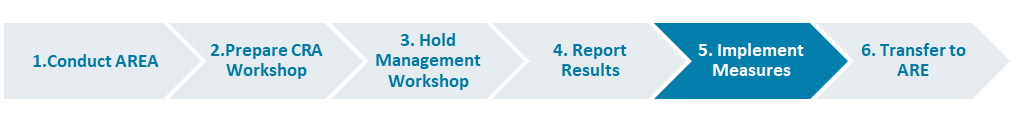 1.Conduct AREA
2.Prepare CRA
Workshop
3. Hold
Management
Workshop
4. Report
Results
5. Implement
Measures
6. Transfer to
ARE